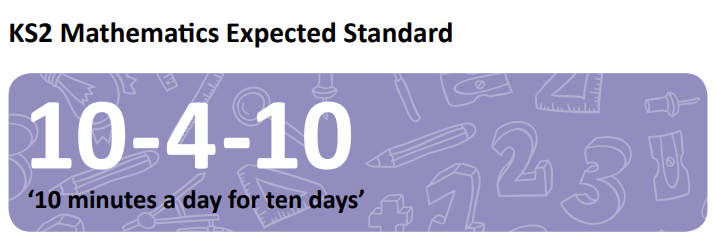 KS2 Mathematics Expected Standard
10-4-10
‘10 minutes a day for ten days’